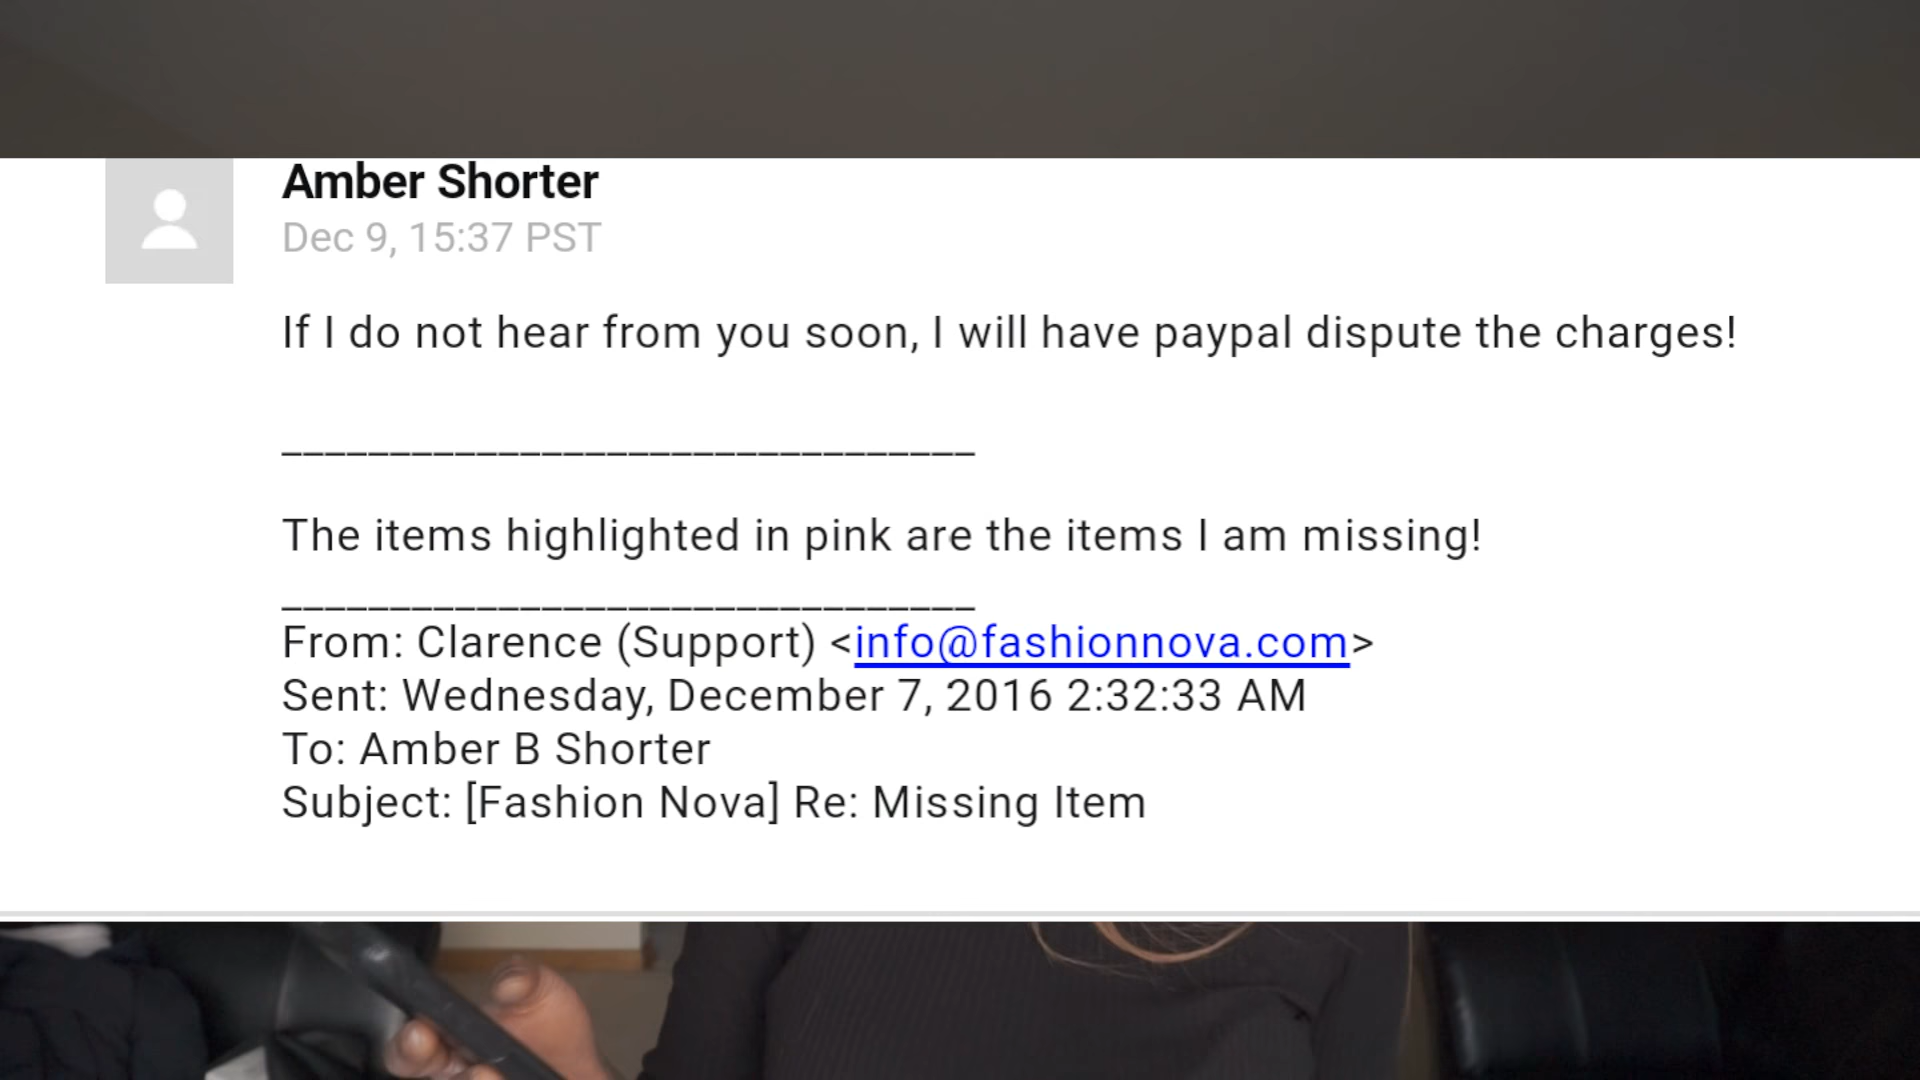 Amber Shorter
Dec 9, 15:37 PST
If I do not hear from you soon, I will have paypal dispute the charges!
________________________________
The items highlighted in pink are the items I am missing!
________________________________
From: Clarence (Support) <info@fashionnova.com>
Sent: Wednesday, December 7, 2016 2:32:33 AM
To: Amber B Shorter
Subject: [Fashion Nova] Re: Missing Item